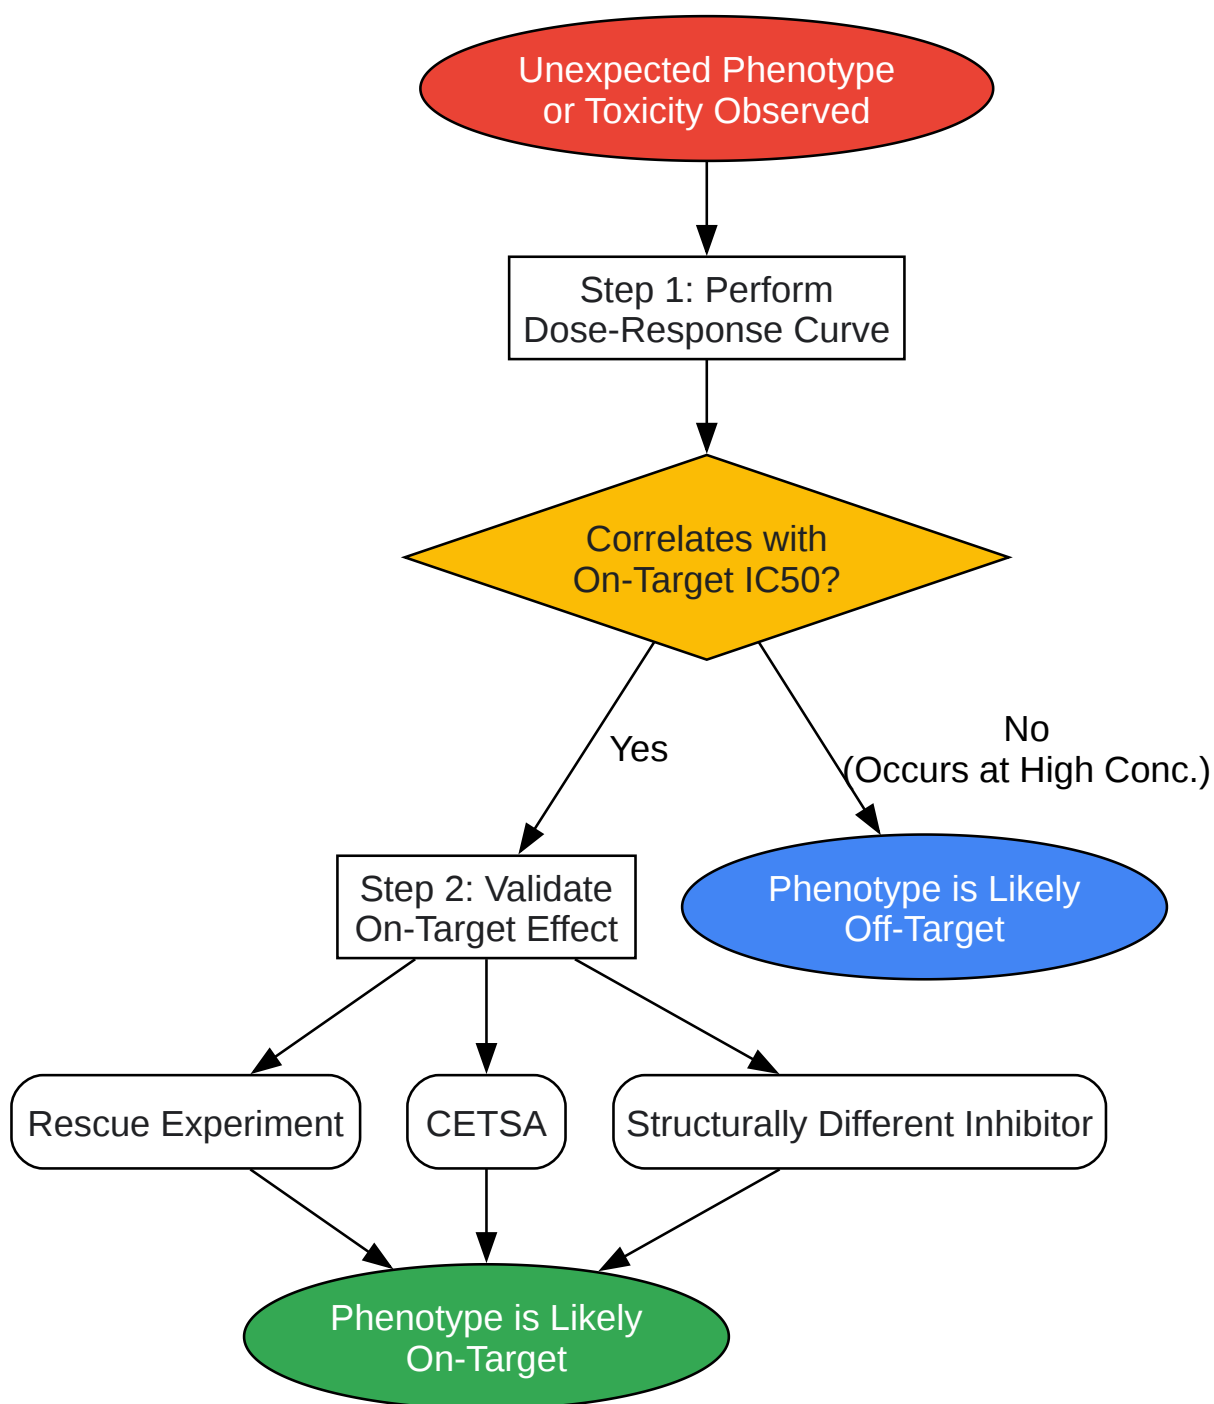 Unexpected Phenotype
or Toxicity Observed
Step 1: Perform
Dose-Response Curve
Correlates with
On-Target IC50?
Yes
No
(Occurs at High Conc.)
Step 2: Validate
On-Target Effect
Phenotype is Likely
Off-Target
Rescue Experiment
CETSA
Structurally Different Inhibitor
Phenotype is Likely
On-Target